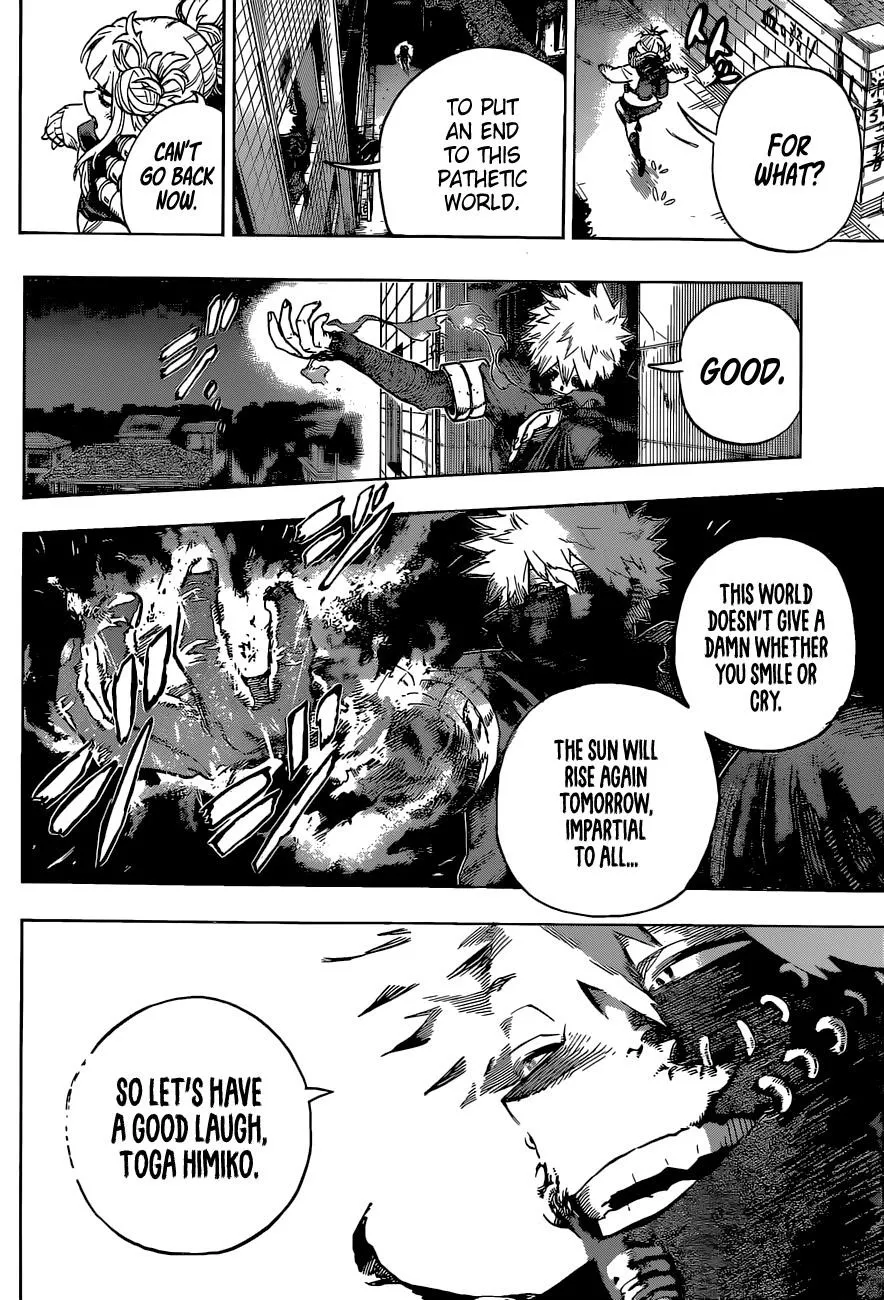 FOR
WHAT?
TO PUT
AN END
TO THIS
PATHETIC
WORLD.
CAN'T
GO BACK
NOW.
GOOD.
THIS WORLD
DOESN'T GIVE A
DAMN WHETHER
YOU SMILE OR
CRY.
THE SUN WILL
RISE AGAIN
TOMORROW,
IMPARTIAL
TO ALL...
SO LET'S HAVE
A GOOD LAUGH,
TOGA HIMIKO.